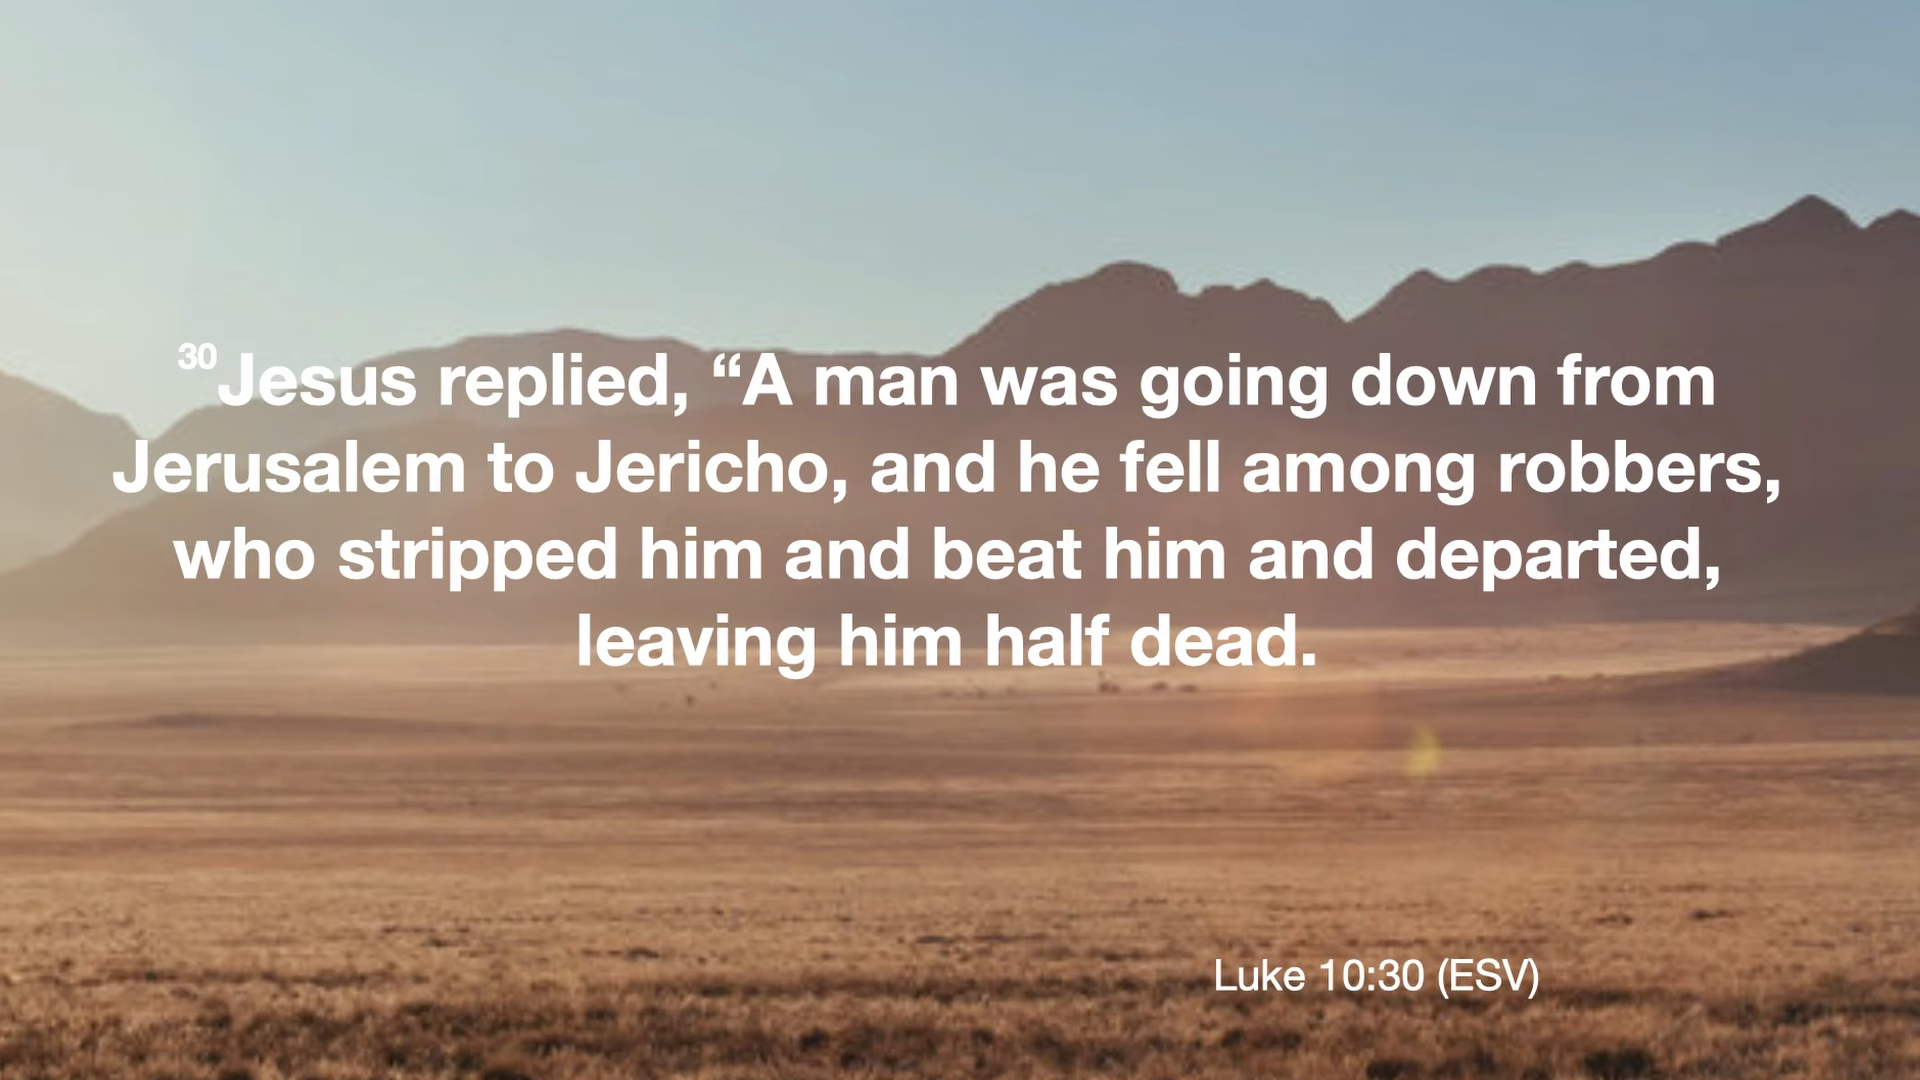 30Jesus replied, “A man was going down from
Jerusalem to Jericho, and he fell among robbers,
who stripped him and beat him and departed,
leaving him half dead.
Luke 10:30 (ESV)